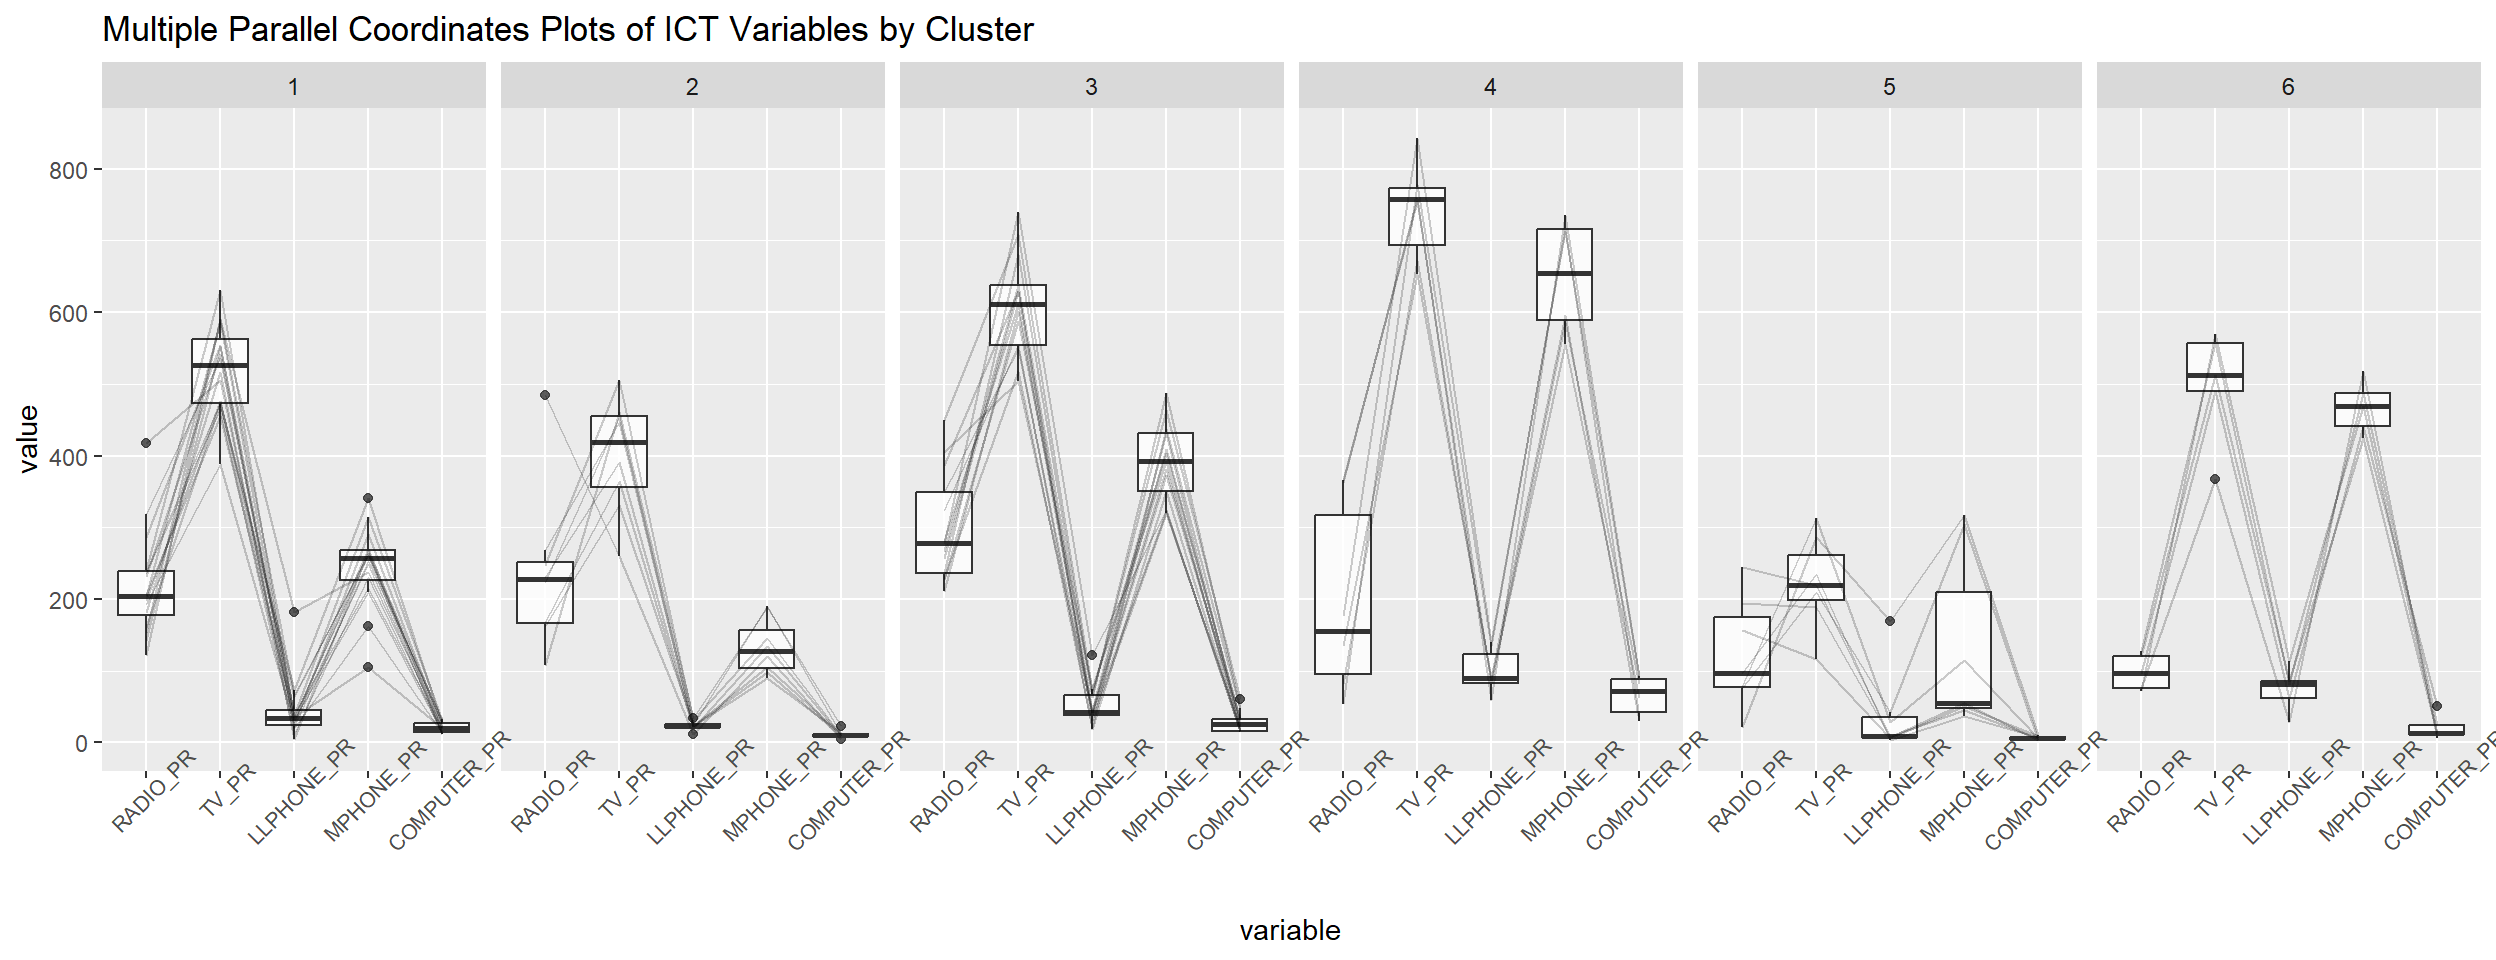 Multiple Parallel Coordinates Plots of ICT Variables by Cluster
1 2 3 4 5 6
800
600
400
200
0
value
RADIO_PR TV_PR LLPHONE_PR MPHONE_PR COMPUTER_PR
RADIO_PR TV_PR LLPHONE_PR MPHONE_PR COMPUTER_PR
RADIO_PR TV_PR LLPHONE_PR MPHONE_PR COMPUTER_PR
RADIO_PR TV_PR LLPHONE_PR MPHONE_PR COMPUTER_PR
RADIO_PR TV_PR LLPHONE_PR MPHONE_PR COMPUTER_PR
RADIO_PR TV_PR LLPHONE_PR MPHONE_PR COMPUTER_PR
variable